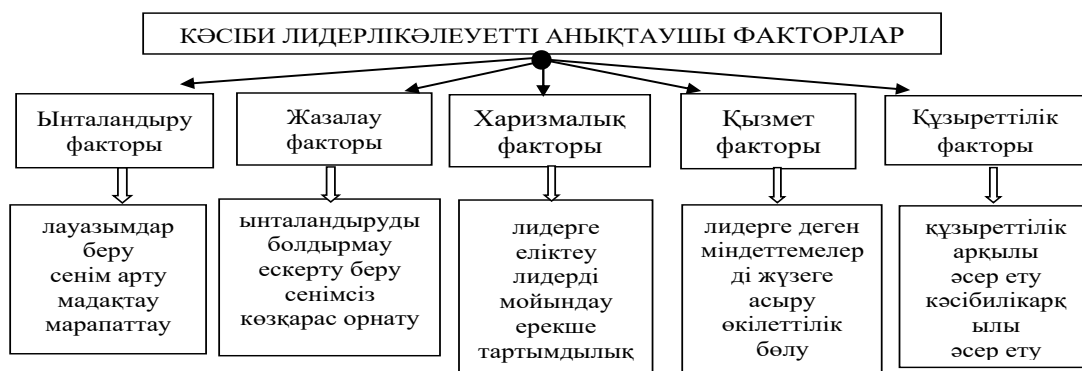 КӘСІБИ ЛИДЕРЛІКӘЛЕУЕТТІ АНЫҚТАУШЫ ФАКТОРЛАР
Ынталандыру
факторы
Жазалау
факторы
Харизмалық
факторы
Қызмет
факторы
Құзыреттілік
факторы
лауазымдар
беру
сенім арту
мадақтау
марапаттау
ынталандыруды
болдырмау
ескерту беру
сенімсіз
көзқарас орнату
лидерге
еліктеу
лидерді
мойындау
ерекше
тартымдылық
лидерге деген
міндеттемелер
ді жүзеге
асыру
өкілеттілік
бөлу
құзыреттілік
арқылы
әсер ету
кәсібилікарқ
ылы
әсер ету